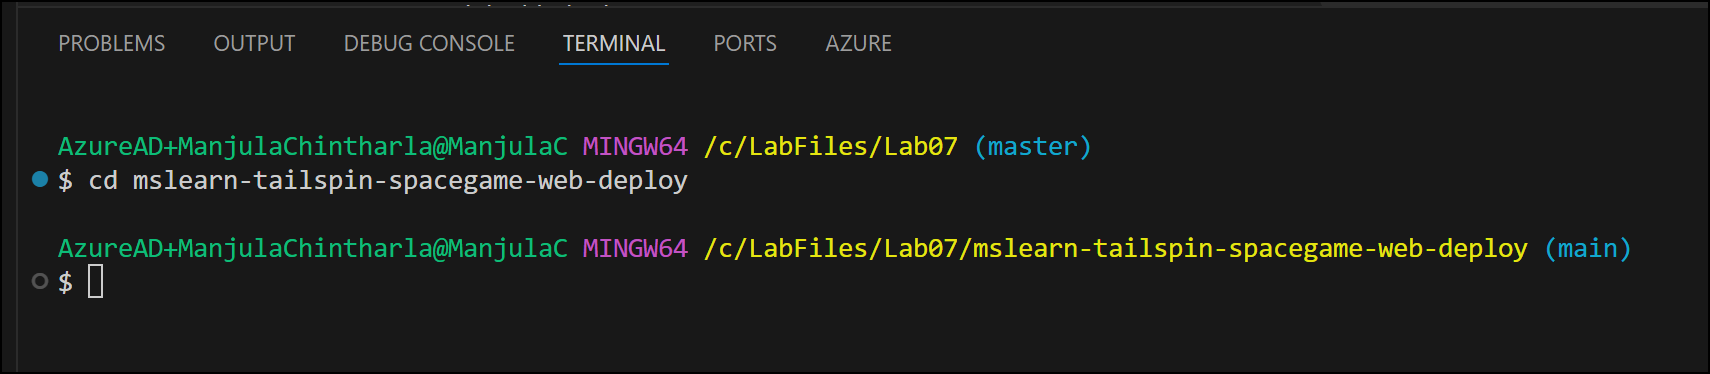 PROBLEMS OUTPUT DEBUG CONSOLE TERMINAL PORTS AZURE
AzureAD+ManjulaChintharla@ManjulaC MINGW64 /c/LabFiles/Lab07 (master)
$ cd mslearn-tailspin-spacegame-web-deploy
AzureAD+ManjulaChintharla@ManjulaC MINGW64 /c/LabFiles/Lab07/mslearn-tailspin-spacegame-web-deploy (main)
$